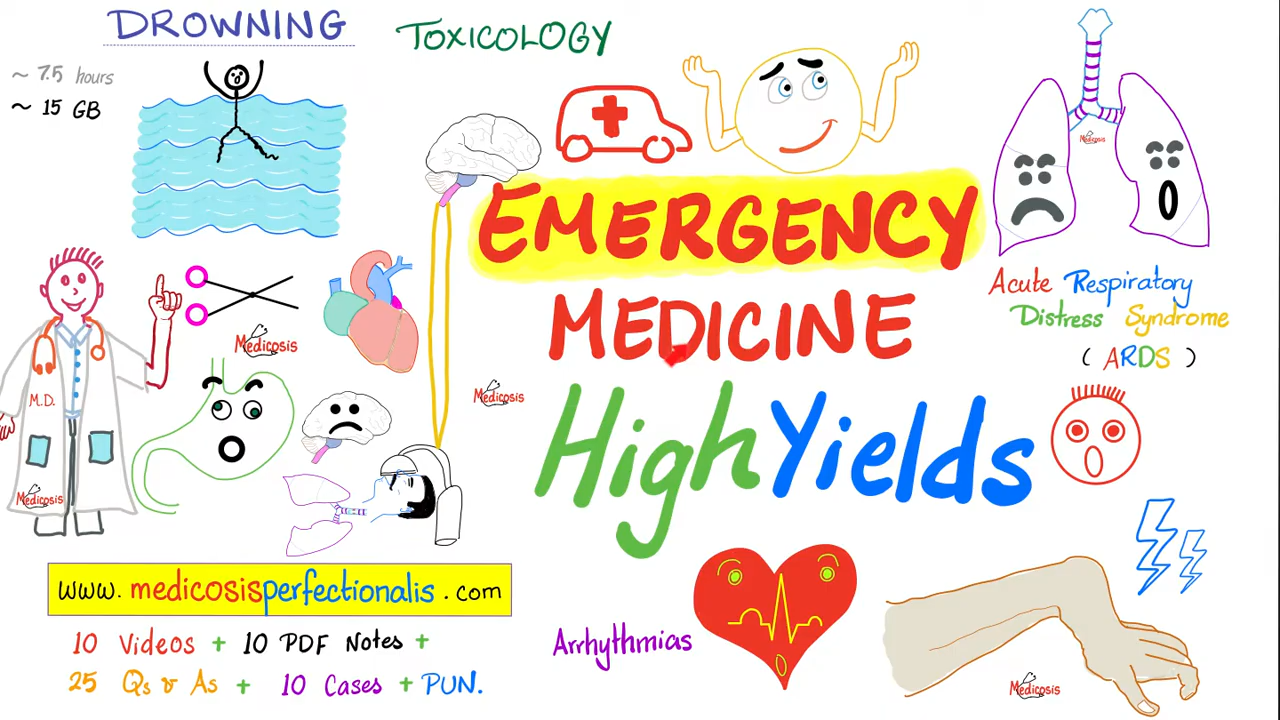 DROWNING
TOXICOLOGY
~ 7.5 hours
~ 15 GB
Medicosis
EMERGENCY
MEDICINE
High Yields
Acute Respiratory
Distress Syndrome
( ARDS )
Medicosis
Medicosis
M.D.
Medicosis
www.medicosisperfectionalis.com
10 Videos + 10 PDF Notes +
25 Qs & As + 10 Cases + PUN.
Arrhythmias
Medicosis